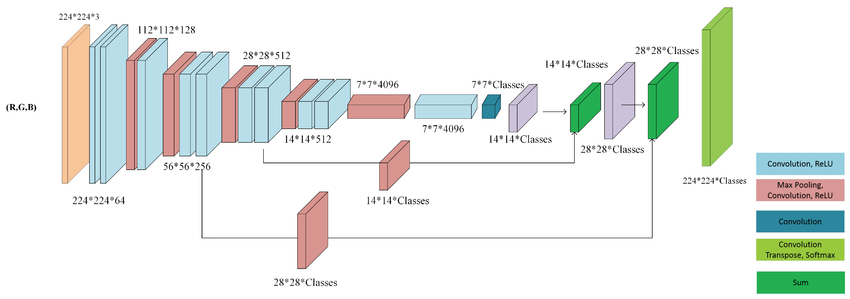 224*224*3
112*112*128
28*28*512
7*7*4096
7*7*Classes
14*14*Classes
28*28*Classes
(R,G,B)
224*224*64
56*56*256
14*14*512
7*7*4096
14*14*Classes
28*28*Classes
224*224*Classes
14*14*Classes
28*28*Classes
Convolution, ReLU
Max Pooling,
Convolution, ReLU
Convolution
Convolution
Transpose, Softmax
Sum